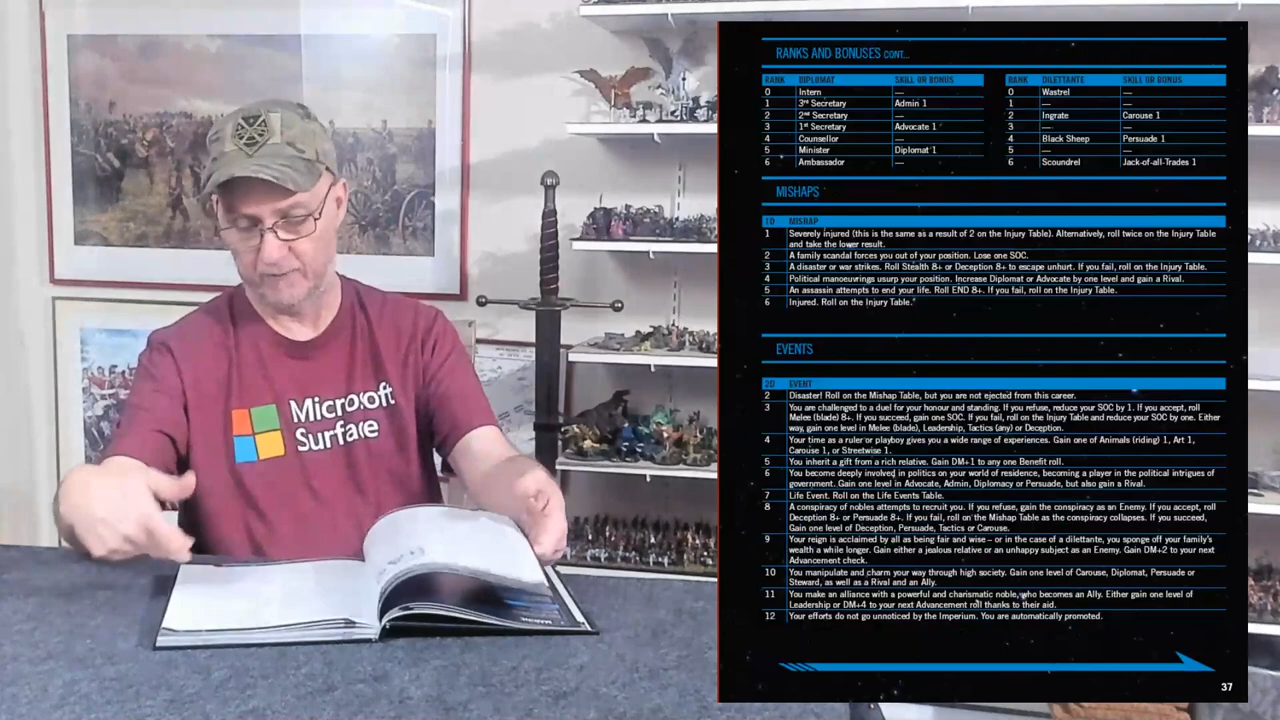 Microsoft
Surface
RANKS AND BONUSES CONT...
RANK DIPLOMAT SKILL OR BONUS
0 Intern —
1 3rd Secretary Admin 1
2 2nd Secretary —
3 1st Secretary Advocate 1
4 Counsellor —
5 Minister Diplomat 1
6 Ambassador —
RANK DILETTANTE SKILL OR BONUS
0 Wastrel —
1 — —
2 Ingrate Carouse 1
3 — —
4 Black Sheep Persuade 1
5 — —
6 Scoundrel Jack-of-all-Trades 1
MISHAPS
1D MISHAP
1 Severely injured (this is the same as a result of 2 on the Injury Table). Alternatively, roll twice on the Injury Table
and take the lower result.
2 A family scandal forces you out of your position. Lose one SOC.
3 A disaster or war strikes. Roll Stealth 8+ or Deception 8+ to escape unhurt. If you fail, roll on the Injury Table.
4 Political manoeuvrings usurp your position. Increase Diplomat or Advocate by one level and gain a Rival.
5 An assassin attempts to end your life. Roll END 8+. If you fail, roll on the Injury Table.
6 Injured. Roll on the Injury Table.
EVENTS
2D EVENT
2 Disaster! Roll on the Mishap Table, but you are not ejected from this career.
3 You are challenged to a duel for your honour and standing. If you refuse, reduce your SOC by 1. If you accept, roll
Melee (blade) 8+. If you succeed, gain one SOC. If you fail, roll on the Injury Table and reduce your SOC by one. Either
way, gain one level in Melee (blade), Leadership, Tactics (any) or Deception.
4 Your time as a ruler or playboy gives you a wide range of experiences. Gain one of Animals (riding) 1, Art 1,
Carouse 1, or Streetwise 1.
5 You inherit a gift from a rich relative. Gain DM+1 to any one Benefit roll.
6 You become deeply involved in politics on your world of residence, becoming a player in the political intrigues of
government. Gain one level in Advocate, Admin, Diplomacy or Persuade, but also gain a Rival.
7 Life Event. Roll on the Life Events Table.
8 A conspiracy of nobles attempts to recruit you. If you refuse, gain the conspiracy as an Enemy. If you accept, roll
Deception 8+ or Persuade 8+. If you fail, roll on the Mishap Table as the conspiracy collapses. If you succeed,
Gain one level of Deception, Persuade, Tactics or Carouse.
9 Your reign is acclaimed by all as being fair and wise – or in the case of a dilettante, you sponge off your family's
wealth a while longer. Gain either a jealous relative or an unhappy subject as an Enemy. Gain DM+2 to your next
Advancement check.
10 You manipulate and charm your way through high society. Gain one level of Carouse, Diplomat, Persuade or
Steward, as well as a Rival and an Ally.
11 You make an alliance with a powerful and charismatic noble, who becomes an Ally. Either gain one level of
Leadership or DM+4 to your next Advancement roll thanks to their aid.
12 Your efforts do not go unnoticed by the Imperium. You are automatically promoted.
37